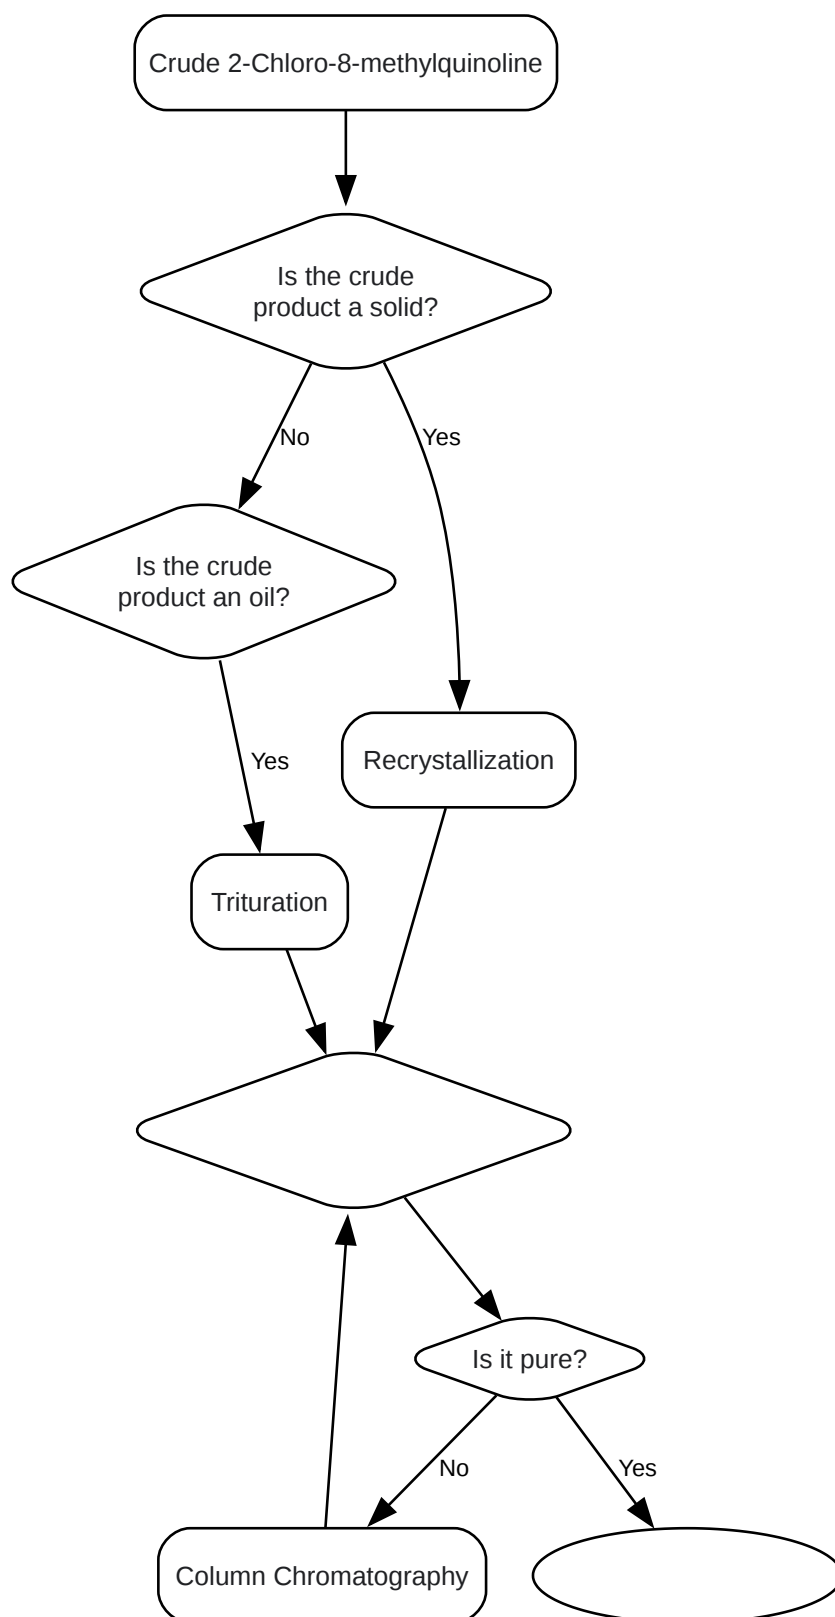 Crude 2-Chloro-8-methylquinoline
Is the crude
product a solid?
No
Yes
Is the crude
product an oil?
Yes
Recrystallization
Trituration
Is it pure?
No
Yes
Column Chromatography